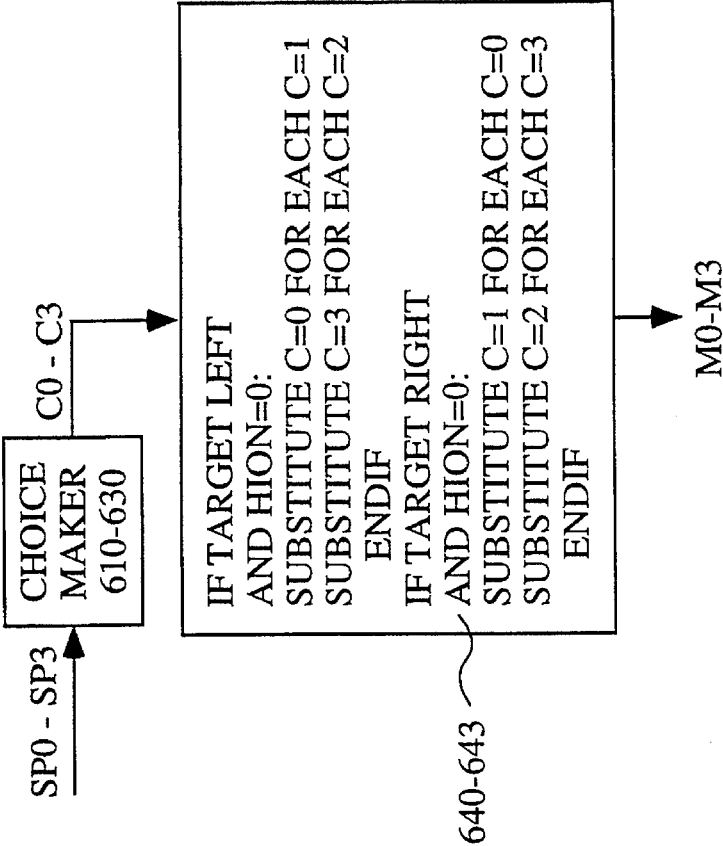 SP0 - SP3
CHOICE
MAKER
610-630
C0 - C3
IF TARGET LEFT
AND HION=0:
SUBSTITUTE C=0 FOR EACH C=1
SUBSTITUTE C=3 FOR EACH C=2
ENDIF
IF TARGET RIGHT
AND HION=0:
SUBSTITUTE C=1 FOR EACH C=0
SUBSTITUTE C=2 FOR EACH C=3
ENDIF
640-643
M0-M3